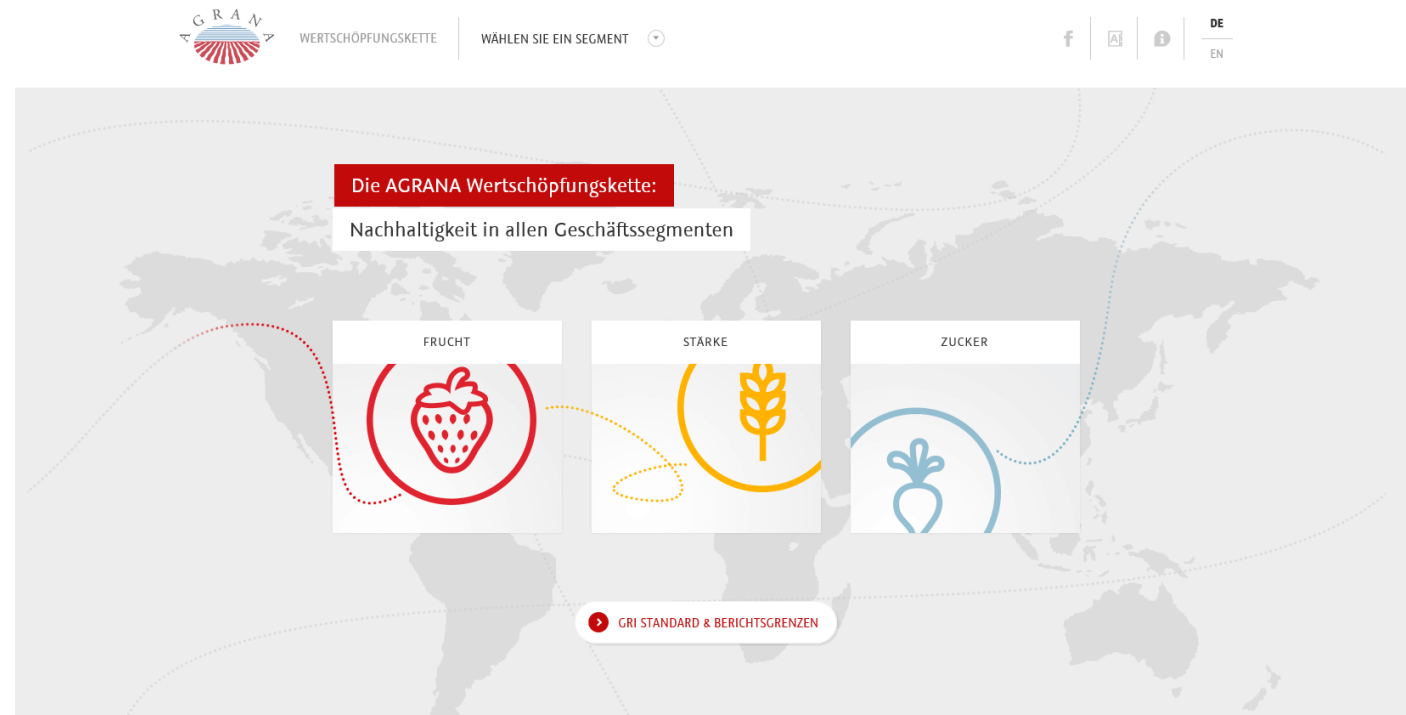 AGRANA
WERTSCHÖPFUNGSKETTE
WÄHLEN SIE EIN SEGMENT
f
A
i
DE
EN
Die AGRANA Wertschöpfungskette:
Nachhaltigkeit in allen Geschäftssegmenten
FRUCHT
STÄRKE
ZUCKER
GRI STANDARD & BERICHTSGRENZEN